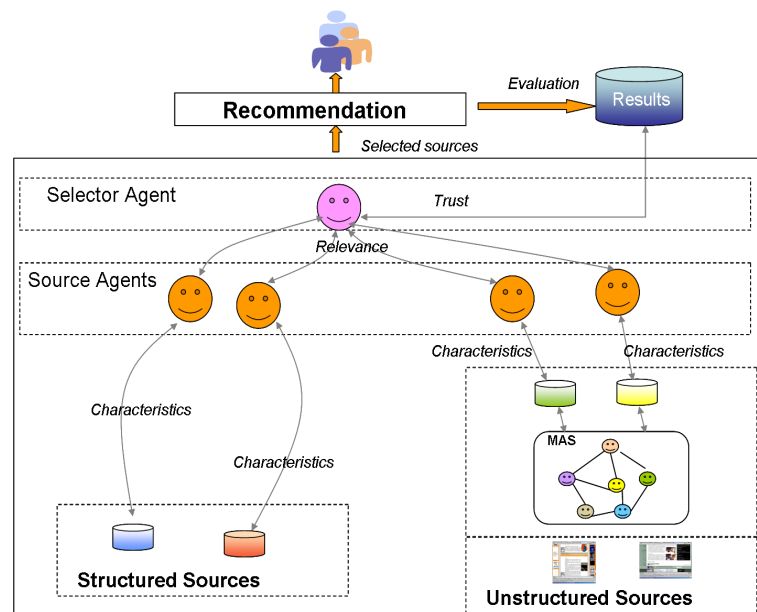 Evaluation
Recommendation
Results
Selected sources
Selector Agent
Trust
Relevance
Source Agents
Characteristics
Characteristics
Characteristics
MAS
Characteristics
Structured Sources
Unstructured Sources